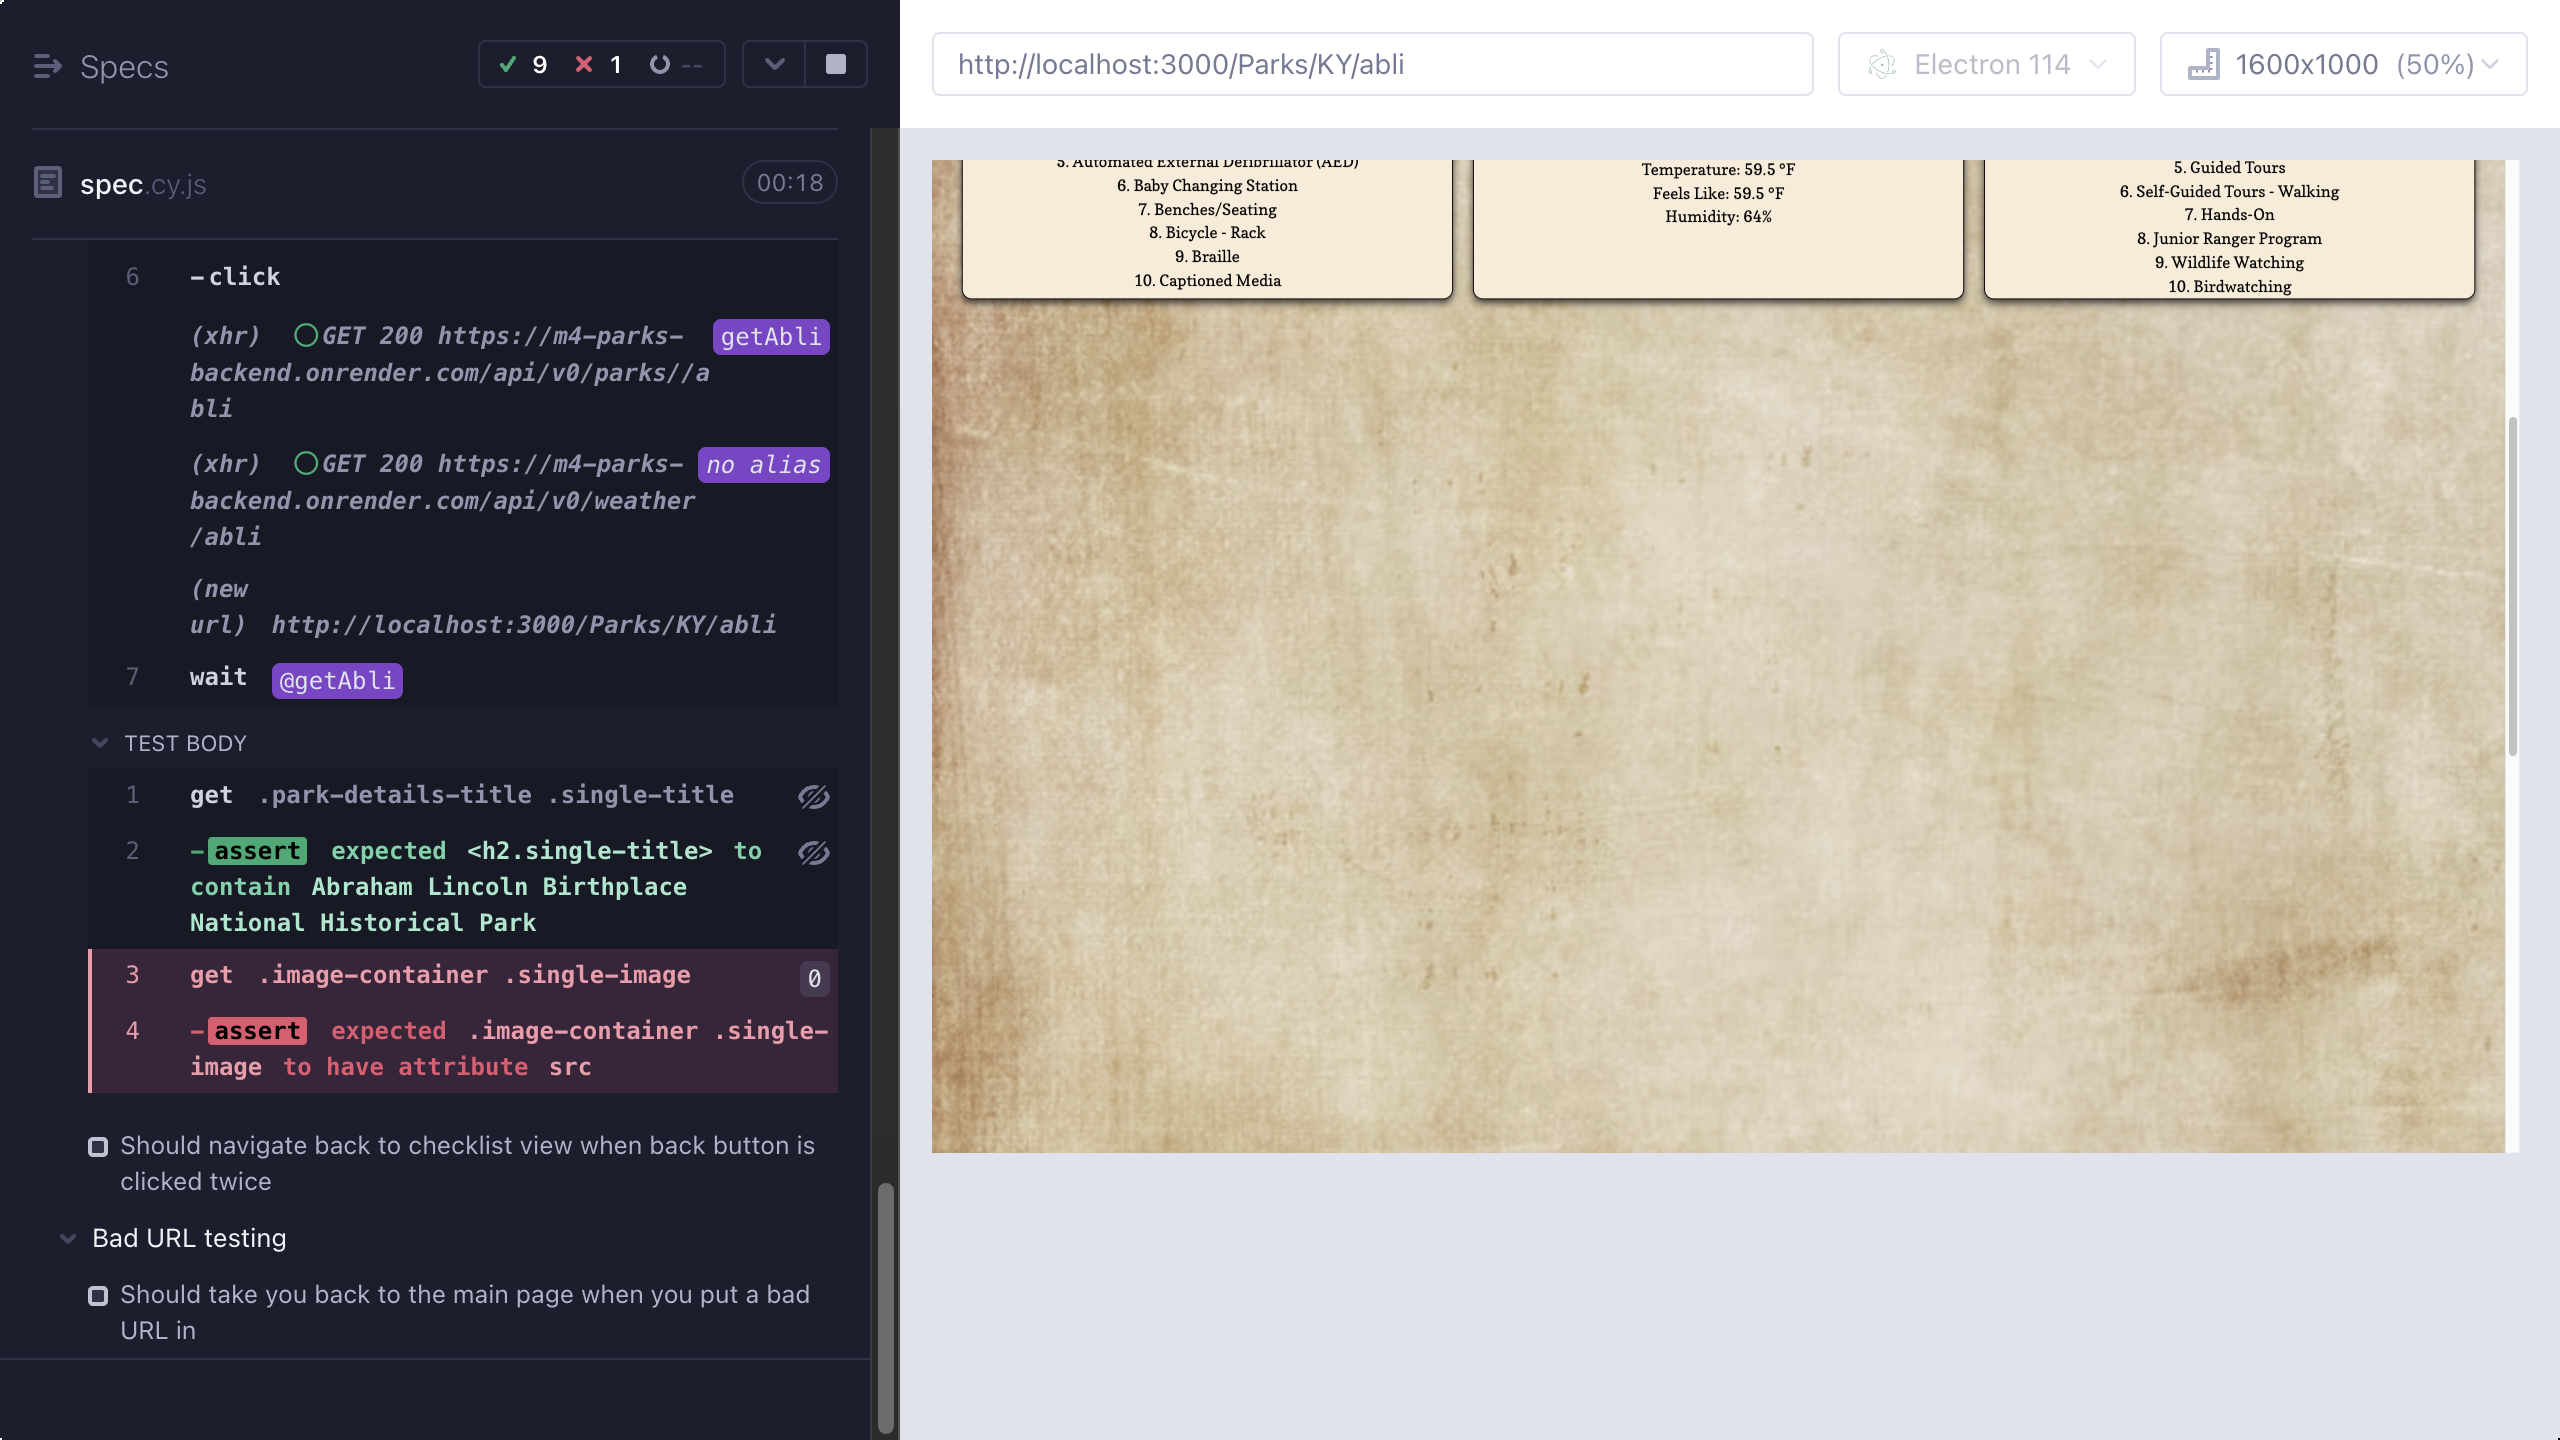 Specs
9 1 --
spec.cy.js
00:18
6 -click
(xhr) GET 200 https://m4-parks- getAbli
backend.onrender.com/api/v0/parks//a
bli
(xhr) GET 200 https://m4-parks- no alias
backend.onrender.com/api/v0/weather
/abli
(new
url) http://localhost:3000/Parks/KY/abli
7 wait @getAbli
TEST BODY
1 get .park-details-title .single-title
2 -assert expected <h2.single-title> to
contain Abraham Lincoln Birthplace
National Historical Park
3 get .image-container .single-image 0
4 -assert expected .image-container .single-
image to have attribute src
Should navigate back to checklist view when back button is
clicked twice
Bad URL testing
Should take you back to the main page when you put a bad
URL in
http://localhost:3000/Parks/KY/abli
Electron 114
1600x1000 (50%)
5. Automated External Defibrillator (AED)
6. Baby Changing Station
7. Benches/Seating
8. Bicycle - Rack
9. Braille
10. Captioned Media
Temperature: 59.5 °F
Feels Like: 59.5 °F
Humidity: 64%
5. Guided Tours
6. Self-Guided Tours - Walking
7. Hands-On
8. Junior Ranger Program
9. Wildlife Watching
10. Birdwatching